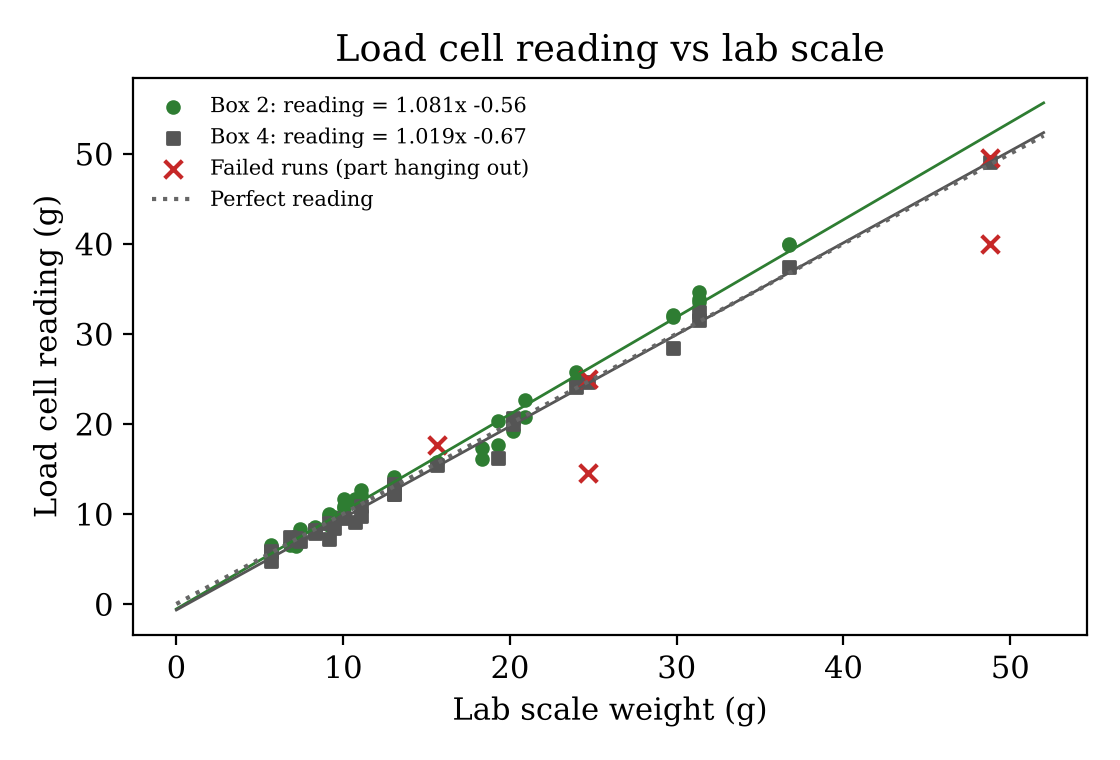 Load cell reading vs lab scale
Box 2: reading = 1.081x -0.56
Box 4: reading = 1.019x -0.67
Failed runs (part hanging out)
Perfect reading
Load cell reading (g)
50
40
30
20
10
0
0 10 20 30 40 50
Lab scale weight (g)